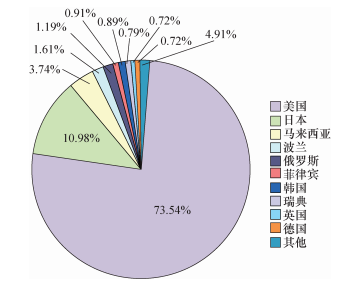 0.91%
0.72%
1.19%
0.89%
4.91%
1.61%
0.79%
0.72%
3.74%
10.98%
73.54%
美国
日本
马来西亚
波兰
俄罗斯
菲律宾
韩国
瑞典
英国
德国
其他